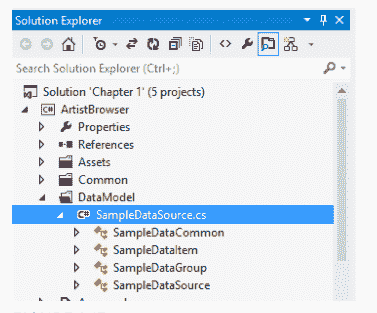 Solution Explorer
Search Solution Explorer (Ctrl+;)
Solution 'Chapter 1' (5 projects)
C# ArtistBrowser
Properties
References
Assets
Common
DataModel
C# SampleDataSource.cs
SampleDataCommon
SampleDataItem
SampleDataGroup
SampleDataSource